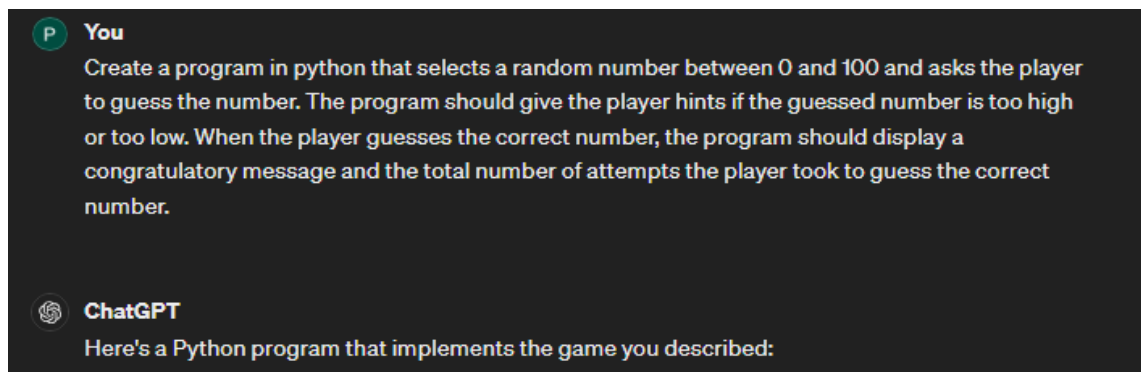 P
You
Create a program in python that selects a random number between 0 and 100 and asks the player
to guess the number. The program should give the player hints if the guessed number is too high
or too low. When the player guesses the correct number, the program should display a
congratulatory message and the total number of attempts the player took to guess the correct
number.
ChatGPT
Here's a Python program that implements the game you described: